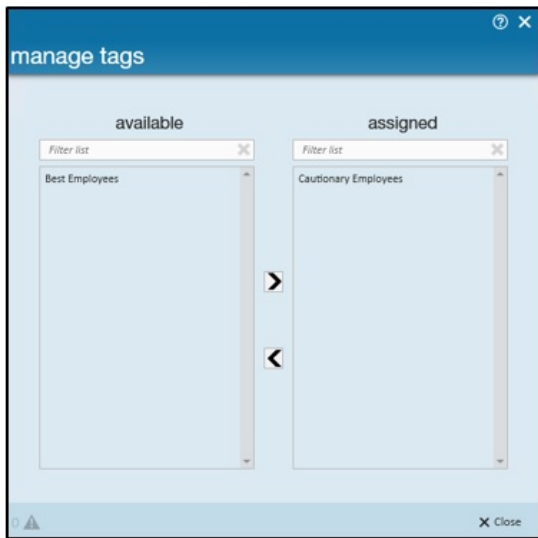 manage tags
available
assigned
Filter list
Filter list
Best Employees
Cautionary Employees
0
Close